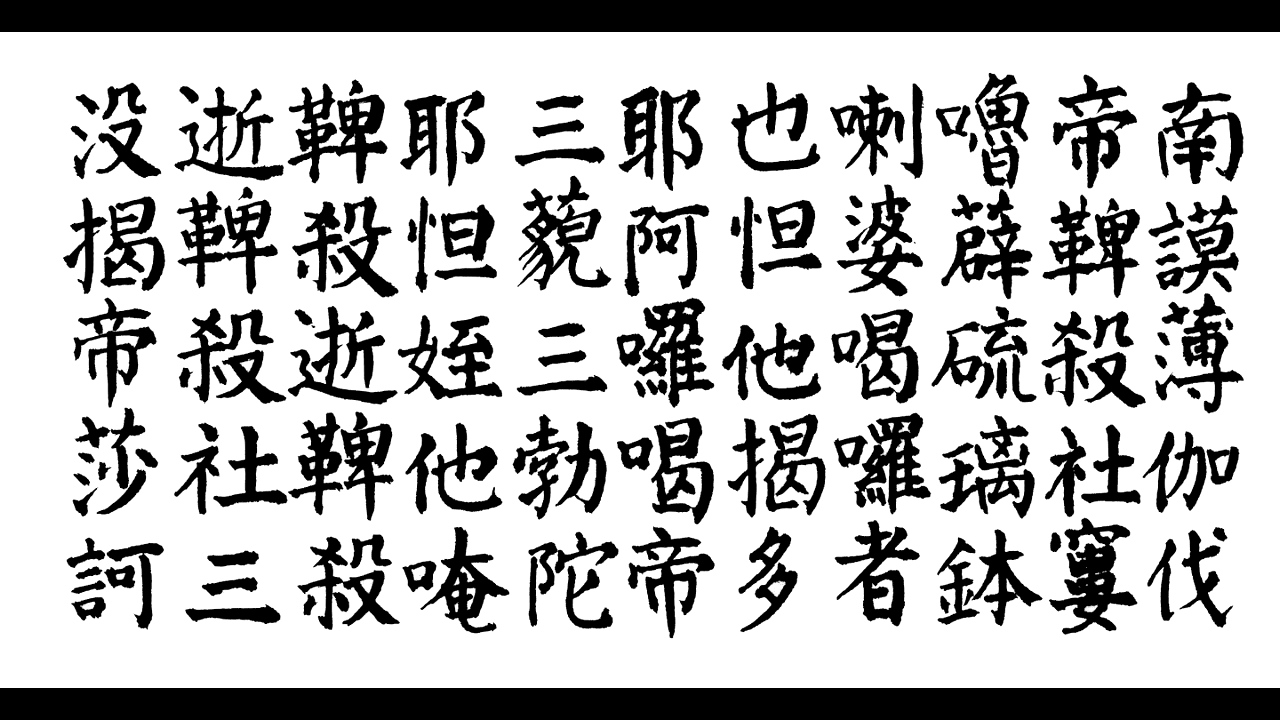 南謨薄伽伐
帝鞞殺社窶
嚕薜硫璃鉢
喇婆喝囉者
也怛他揭多
耶阿囉喝帝
三藐三勃陀
耶怛姪他唵
鞞殺逝鞞殺
逝鞞殺社三
没揭帝莎訶